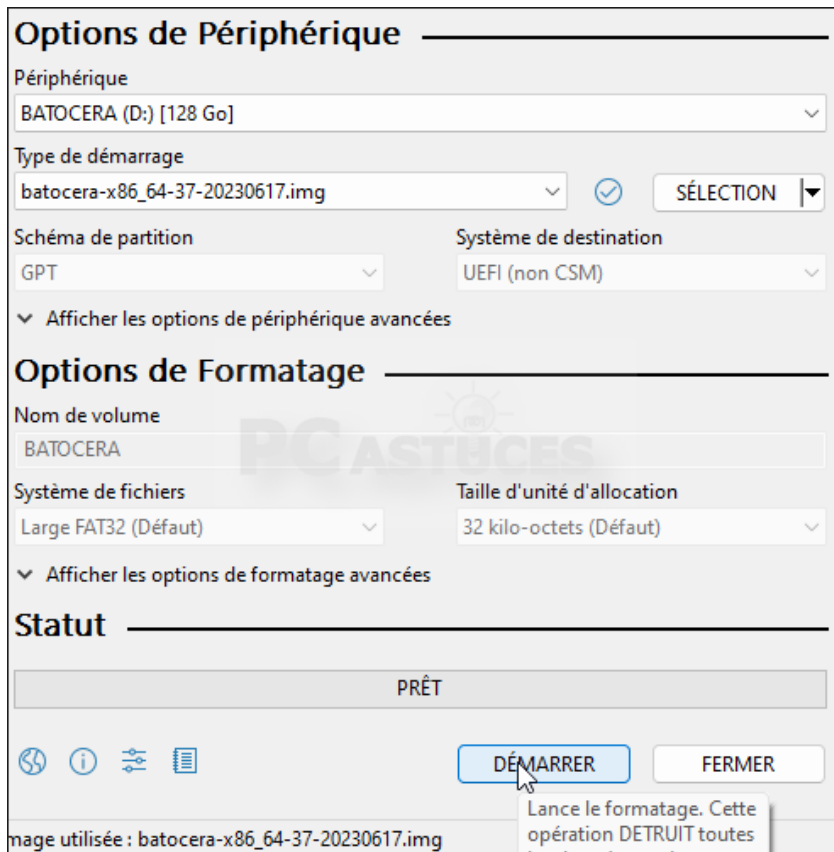 Options de Périphérique
Périphérique
BATOCERA (D:) [128 Go]
Type de démarrage
batocera-x86_64-37-20230617.img
SÉLECTION
Schéma de partition
Système de destination
GPT
UEFI (non CSM)
Afficher les options de périphérique avancées
Options de Formatage
Nom de volume
BATOCERA
PC ASTUCES
Système de fichiers
Taille d'unité d'allocation
Large FAT32 (Défaut)
32 kilo-octets (Défaut)
Afficher les options de formatage avancées
Statut
PRÊT
DÉMARRER
FERMER
Lance le formatage. Cette
opération DETRUIT toutes
mage utilisée : batocera-x86_64-37-20230617.img